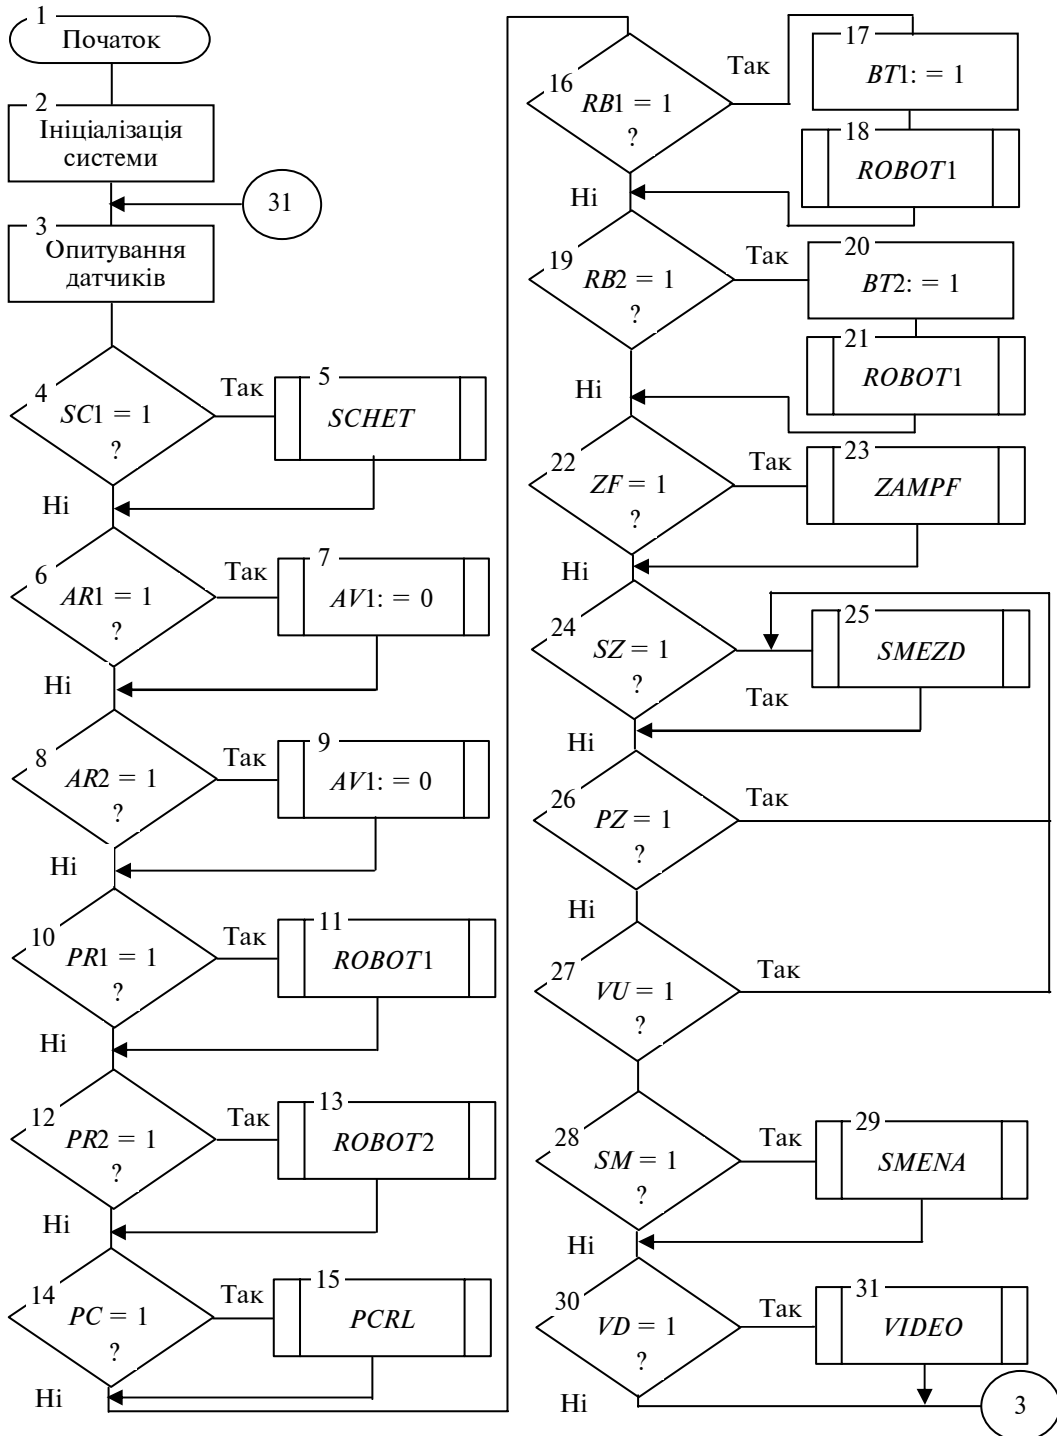 1
Початок
2
Ініціалізація
системи
31
3
Опитування
датчиків
4
SC1 = 1
?
Так
5
SCHET
Ні
6
AR1 = 1
?
Так
7
AV1: = 0
Ні
8
AR2 = 1
?
Так
9
AV1: = 0
Ні
10
PR1 = 1
?
Так
11
ROBOT1
Ні
12
PR2 = 1
?
Так
13
ROBOT2
Ні
14
PC = 1
?
Так
15
PCRL
Ні
16
RB1 = 1
?
Так
17
BT1: = 1
18
ROBOT1
Ні
19
RB2 = 1
?
Так
20
BT2: = 1
21
ROBOT1
Ні
22
ZF = 1
?
Так
23
ZAMPF
Ні
24
SZ = 1
?
25
SMEZD
Так
Ні
26
PZ = 1
?
Так
Ні
27
VU = 1
?
Так
28
SM = 1
?
Так
29
SMENA
Ні
30
VD = 1
?
Так
31
VIDEO
Ні
3